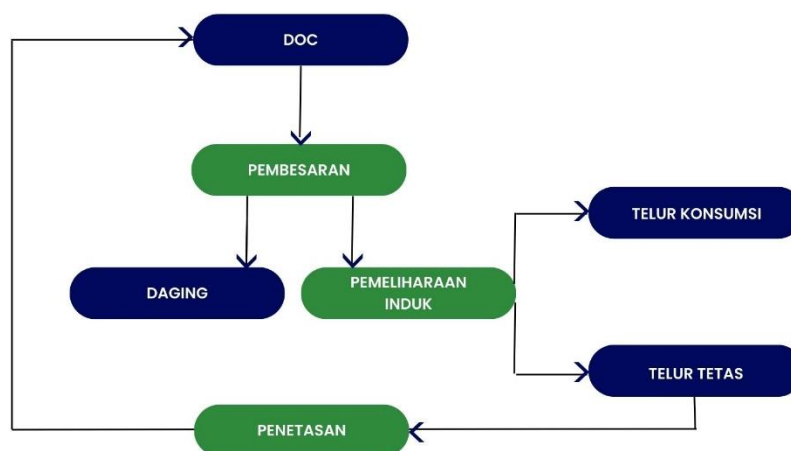 DOC
PEMBESARAN
TELUR KONSUMSI
DAGING
PEMELIHARAAN
INDUK
TELUR TETAS
PENETASAN